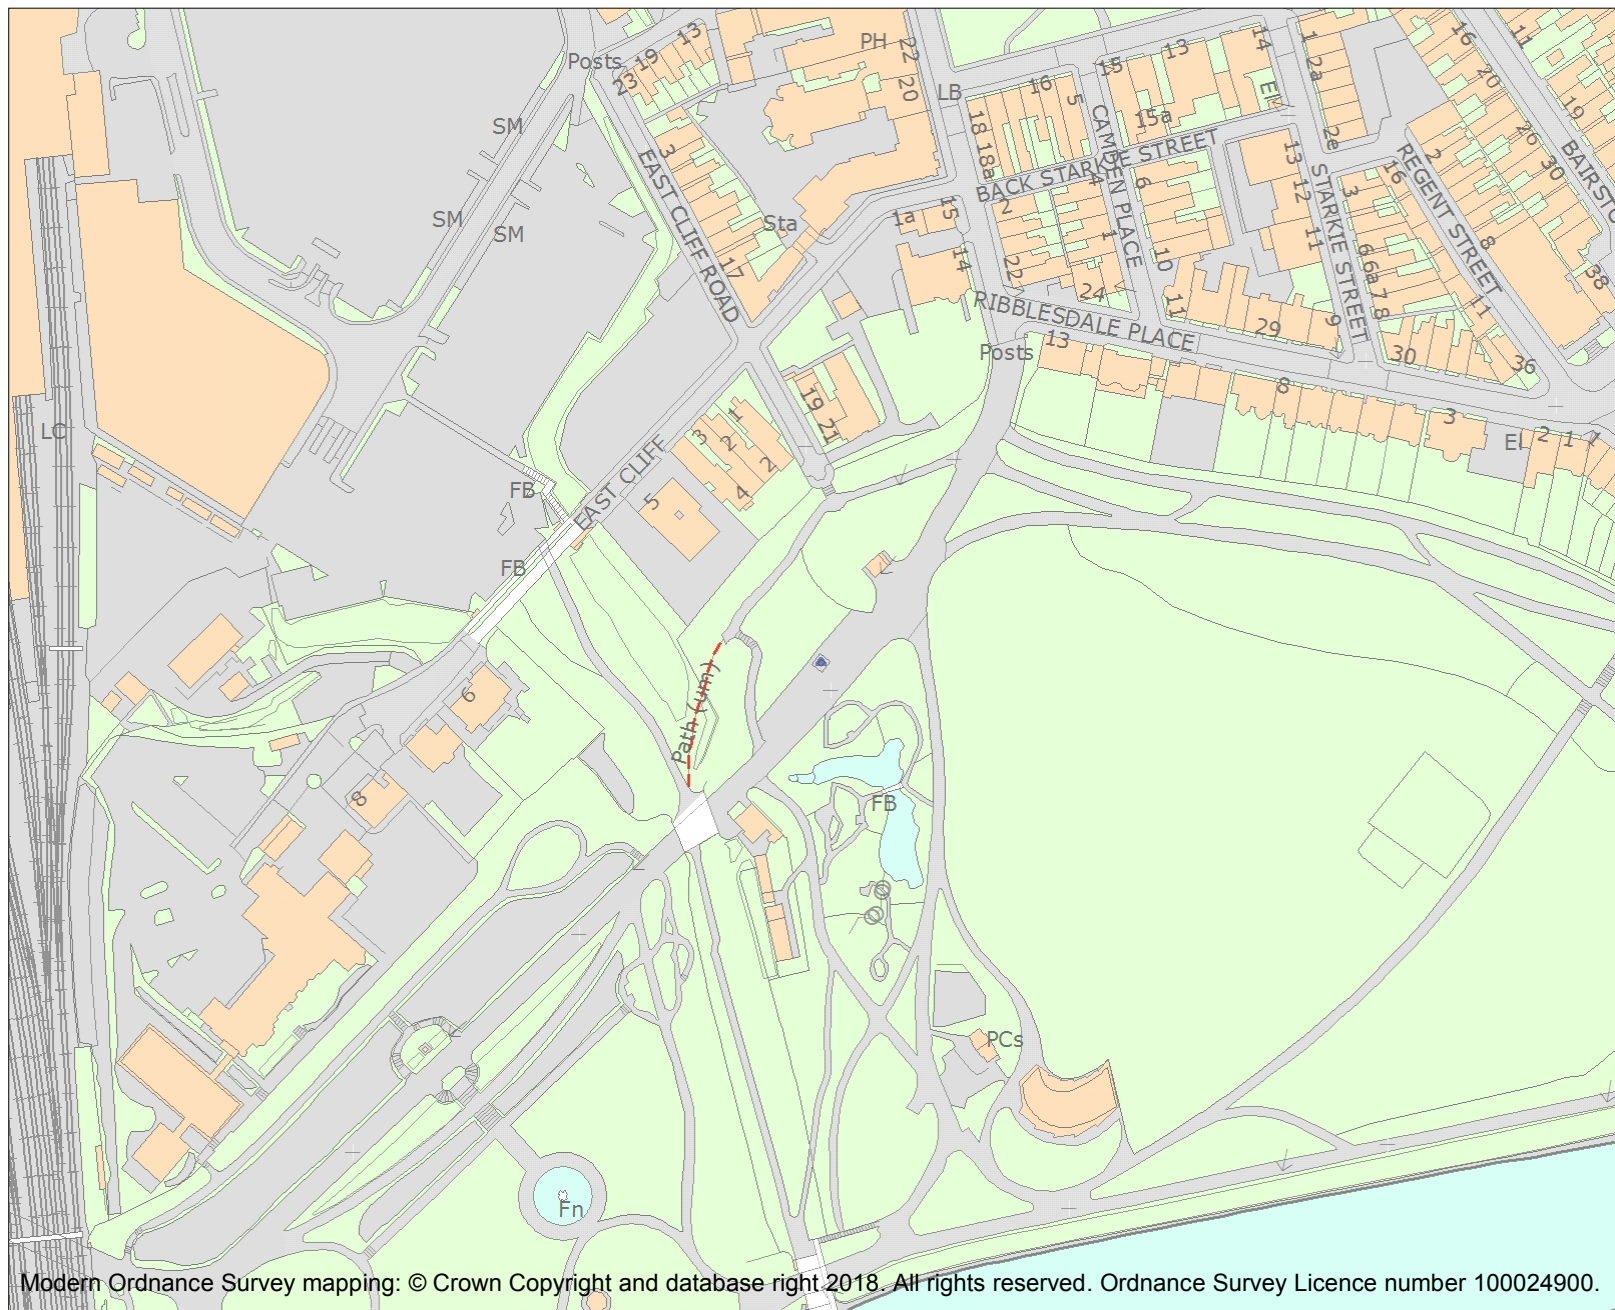 PH
22
20
13
19
23
Posts
SM
SM
SM
LB
16
5
15
13
14
1
2a
2e
El
16
20
26
30
11
19
BAIRSTO
38
15a
CAMDEN PLACE
18
18a
BACK STARKIE STREET
4
6
2
1
10
13
12
11
STARKIE STREET
3
16
2
REGENT STREET
8
6
6a
7
8
11
9
3
EAST CLIFF ROAD
17
Sta
1a
15
14
22
24
11
RIBBLESDALE PLACE
29
30
36
Posts
13
8
3
El
2
1
1
LC
19
21
1
2
3
2
4
5
EAST CLIFF
FB
FB
6
8
Path (um)
FB
PCs
Fn
Modern Ordnance Survey mapping: © Crown Copyright and database right 2018. All rights reserved. Ordnance Survey Licence number 100024900.